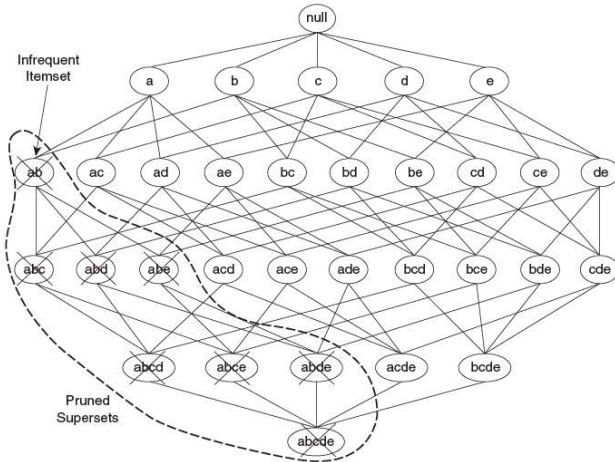 null
Infrequent
Itemset
a b c d e
ab ac ad ae bc bd be cd ce de
abc abd abe acd ace ade bcd bce bde cde
abcd abce abde acde bcde
Pruned
Supersets
abcde